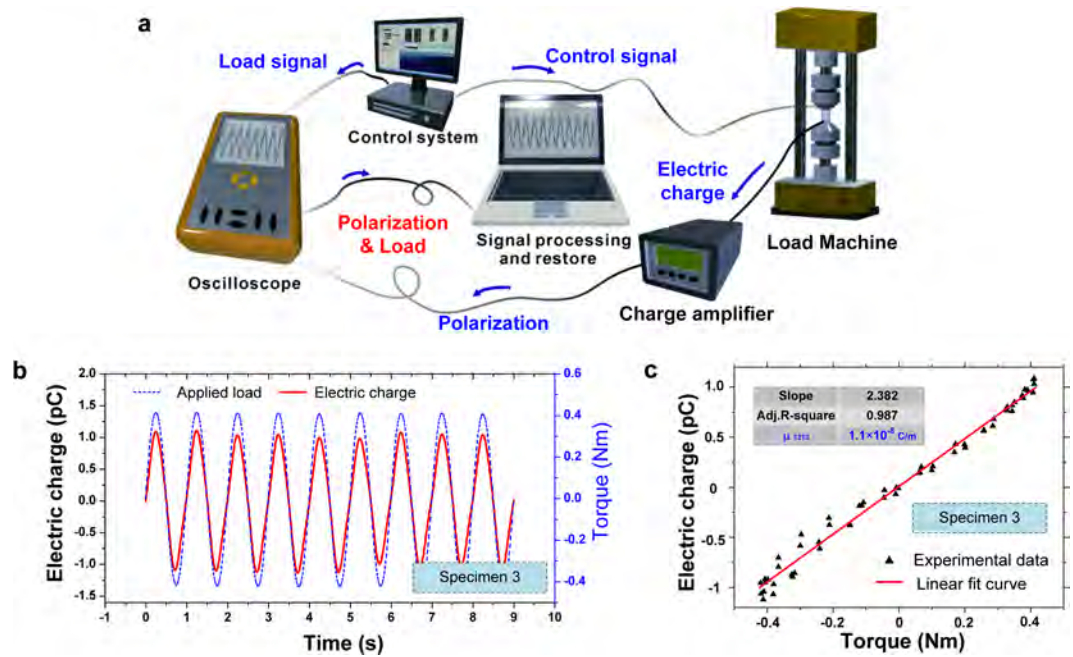 a
Load signal
Control signal
Control system
Electric
charge
Polarization
& Load
Signal processing
and restore
Load Machine
Oscilloscope
Charge amplifier
Polarization
b
Electric charge (pC)
2.0
1.5
1.0
0.5
0.0
-0.5
-1.0
-1.5
Applied load
Electric charge
Specimen 3
0.6
0.4
0.2
0.0
-0.2
-0.4
Torque (Nm)
-1 0 1 2 3 4 5 6 7 8 9 10
Time (s)
c
Electric charge (pC)
1.0
0.5
0
-0.5
-1
Slope 2.382
Adj.R-square 0.987
Specimen 3
Experimental data
Linear fit curve
-0.4 -0.2 0 0.2 0.4
Torque (Nm)